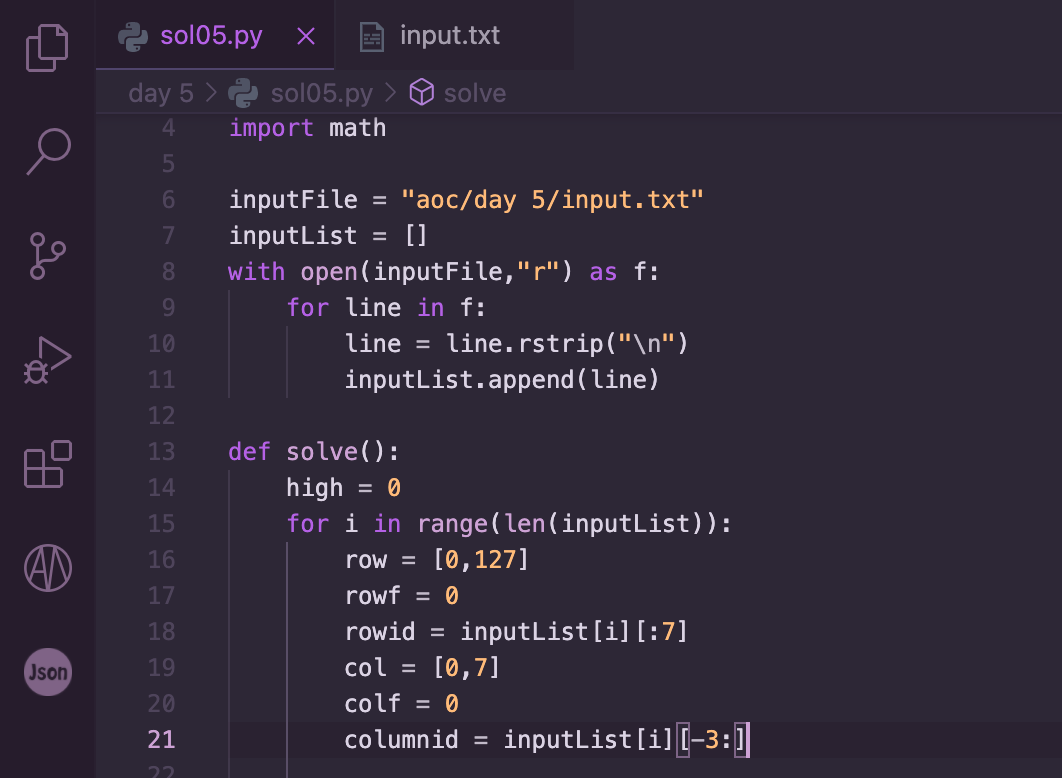 sol05.py
input.txt
day 5 > sol05.py > solve
4 import math
5
6 inputFile = "aoc/day 5/input.txt"
7 inputList = []
8 with open(inputFile,"r") as f:
9     for line in f:
10         line = line.rstrip("\n")
11         inputList.append(line)
12
13 def solve():
14     high = 0
15     for i in range(len(inputList)):
16         row = [0,127]
17         rowf = 0
18         rowid = inputList[i][:7]
19         col = [0,7]
20         colf = 0
21         columnid = inputList[i][-3:]
22
Json